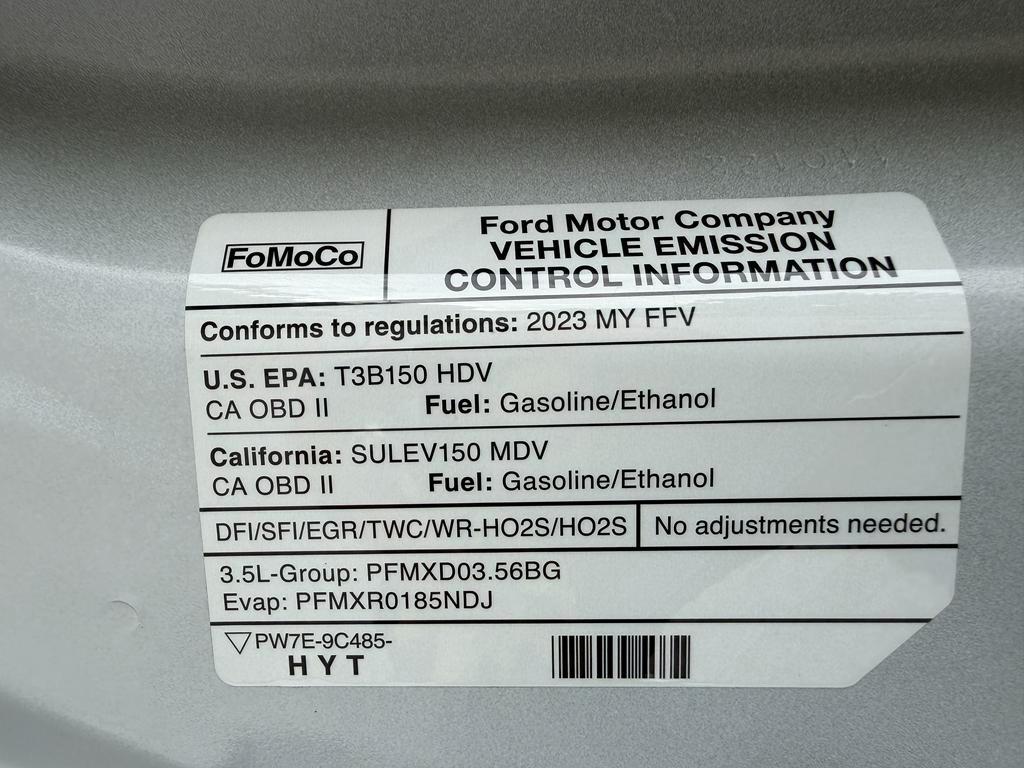 FoMoCo
Ford Motor Company
VEHICLE EMISSION
CONTROL INFORMATION
Conforms to regulations: 2023 MY FFV
U.S. EPA: T3B150 HDV
CA OBD II Fuel: Gasoline/Ethanol
California: SULEV150 MDV
CA OBD II Fuel: Gasoline/Ethanol
DFI/SFI/EGR/TWC/WR-HO2S/HO2S No adjustments needed.
3.5L-Group: PFMXD03.56BG
Evap: PFMXR0185NDJ
PW7E-9C485-
HYT